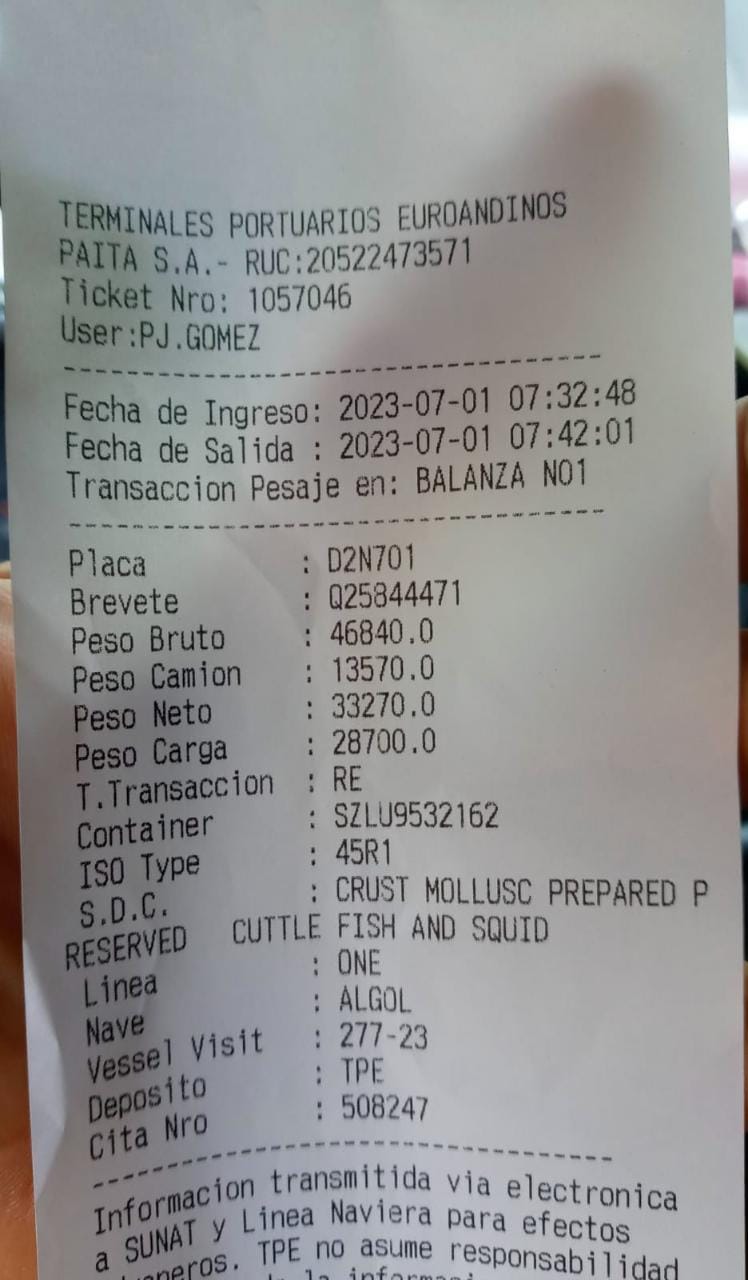 TERMINALES PORTUARIOS EUROANDINOS
PAITA S.A.- RUC:20522473571
Ticket Nro: 1057046
User:PJ.GOMEZ
--------------------------------
Fecha de Ingreso: 2023-07-01 07:32:48
Fecha de Salida : 2023-07-01 07:42:01
Transaccion Pesaje en: BALANZA NO1
--------------------------------
Placa : D2N701
Brevete : Q25844471
Peso Bruto : 46840.0
Peso Camion : 13570.0
Peso Neto : 33270.0
Peso Carga : 28700.0
T.Transaccion : RE
Container : SZLU9532162
ISO Type : 45R1
S.D.C. : CRUST MOLLUSC PREPARED P
RESERVED CUTTLE FISH AND SQUID
Linea : ONE
Nave : ALGOL
Vessel Visit : 277-23
Deposito : TPE
Cita Nro : 508247
--------------------------------
Informacion transmitida via electronica
a SUNAT y Linea Naviera para efectos
TPE no asume responsabilidad